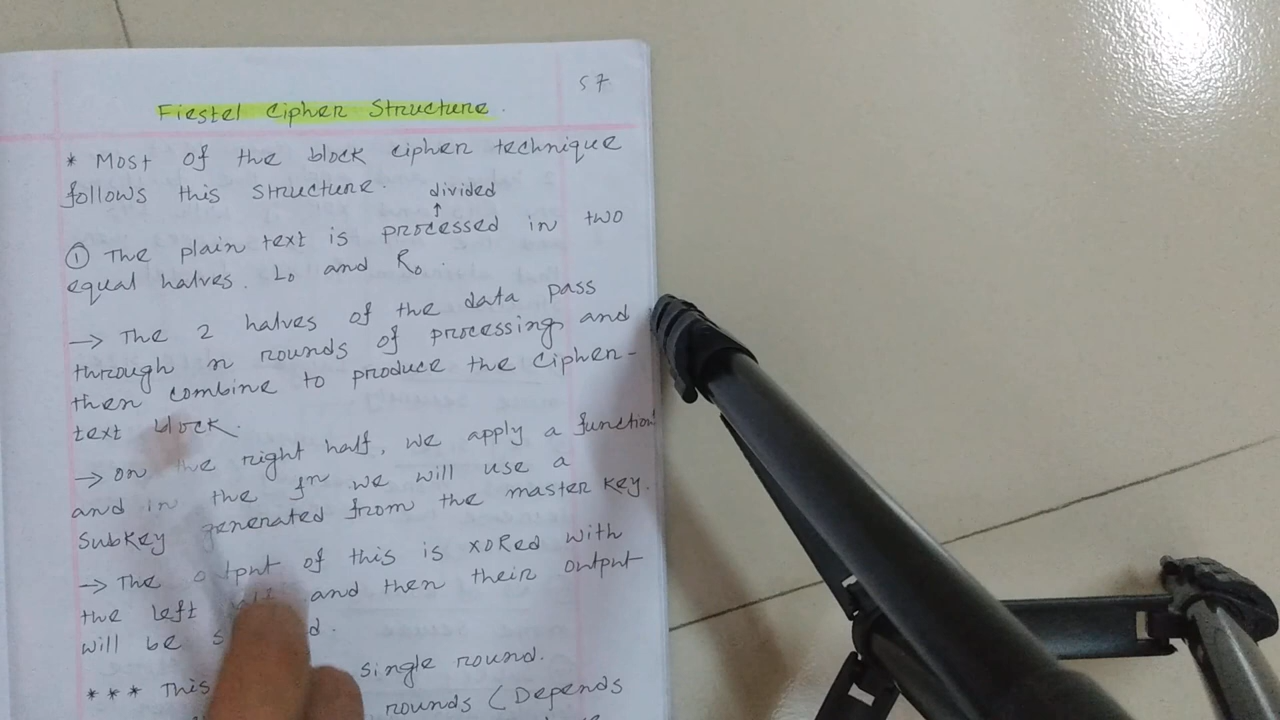 57
Fiestel Cipher Structure.
* Most of the block cipher technique
follows this structure.
divided
↑
① The plain text is processed in two
equal halves. L₀ and R₀.
→ The 2 halves of the data pass
through n rounds of processing and
then combine to produce the cipher-
text block.
→ on the right half, we apply a function
and in the fn we will use a
subkey generated from the master key.
→ The output of this is XORed with
the left and then their output
will be
*** This single round.
rounds (Depends